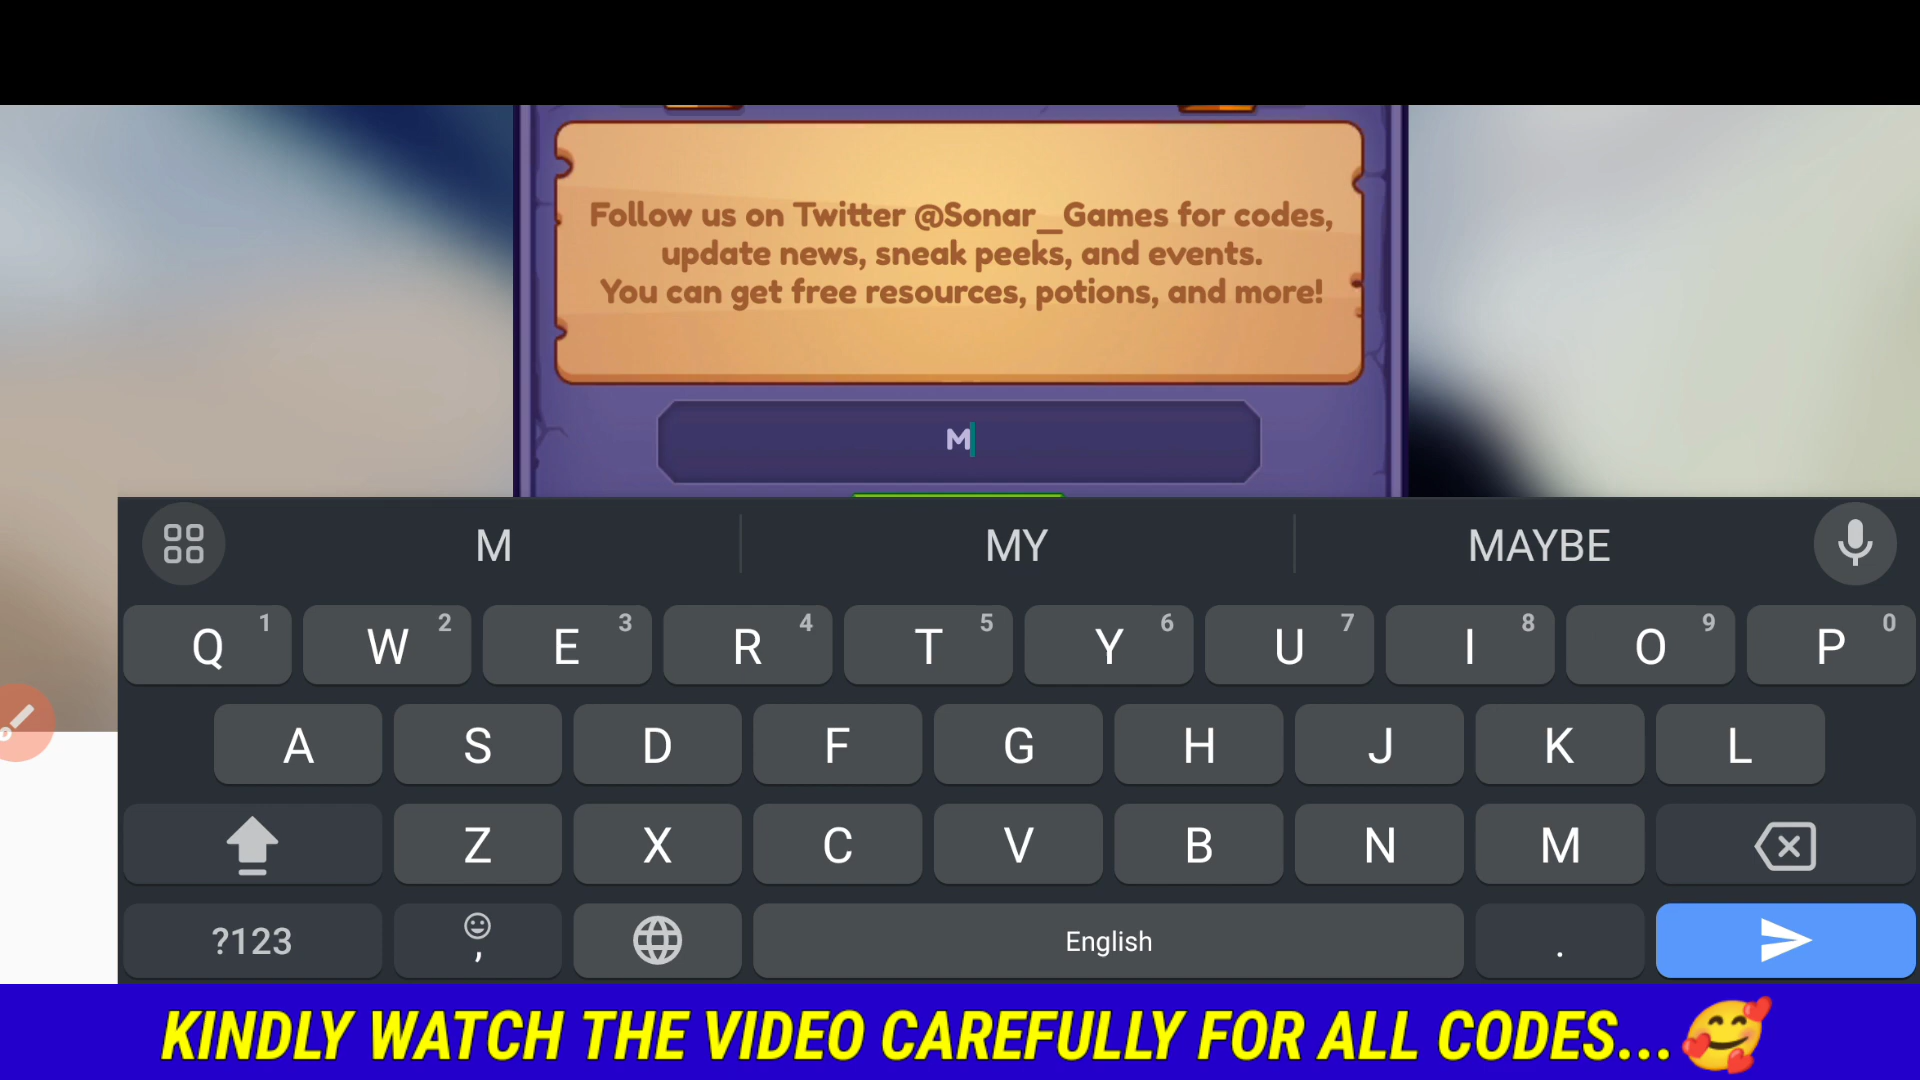 Follow us on Twitter @Sonar_Games for codes,
update news, sneak peeks, and events.
You can get free resources, potions, and more!
M
M MY MAYBE
Q 1 W 2 E 3 R 4 T 5 Y 6 U 7 I 8 O 9 P 0
A S D F G H J K L
Z X C V B N M
?123 , English .
KINDLY WATCH THE VIDEO CAREFULLY FOR ALL CODES...🥰